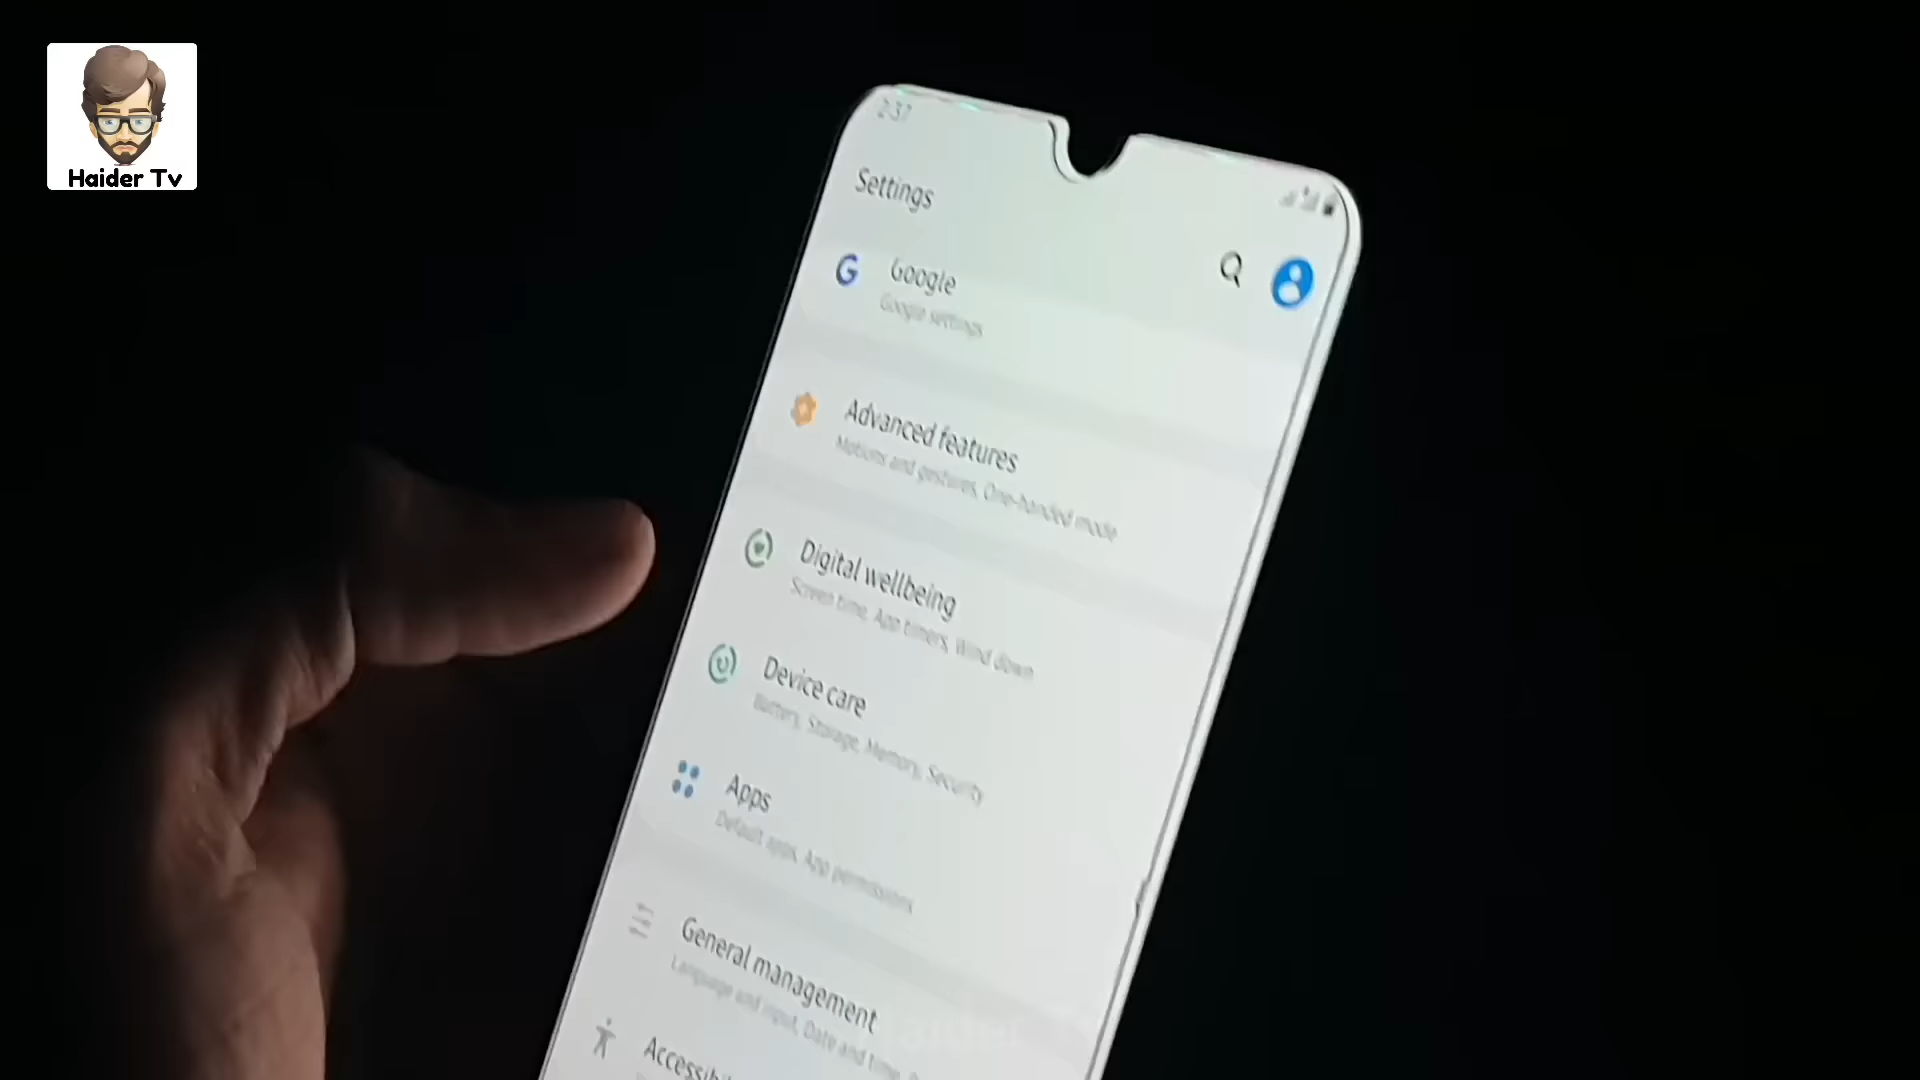 Haider Tv
2:37
Settings
Google
Google settings
Advanced features
Motions and gestures, One-handed mode
Digital wellbeing
Screen time, App timers, Wind down
Device care
Battery, Storage, Memory, Security
Apps
Default apps, App permissions
General management
Language and input, Date and time,